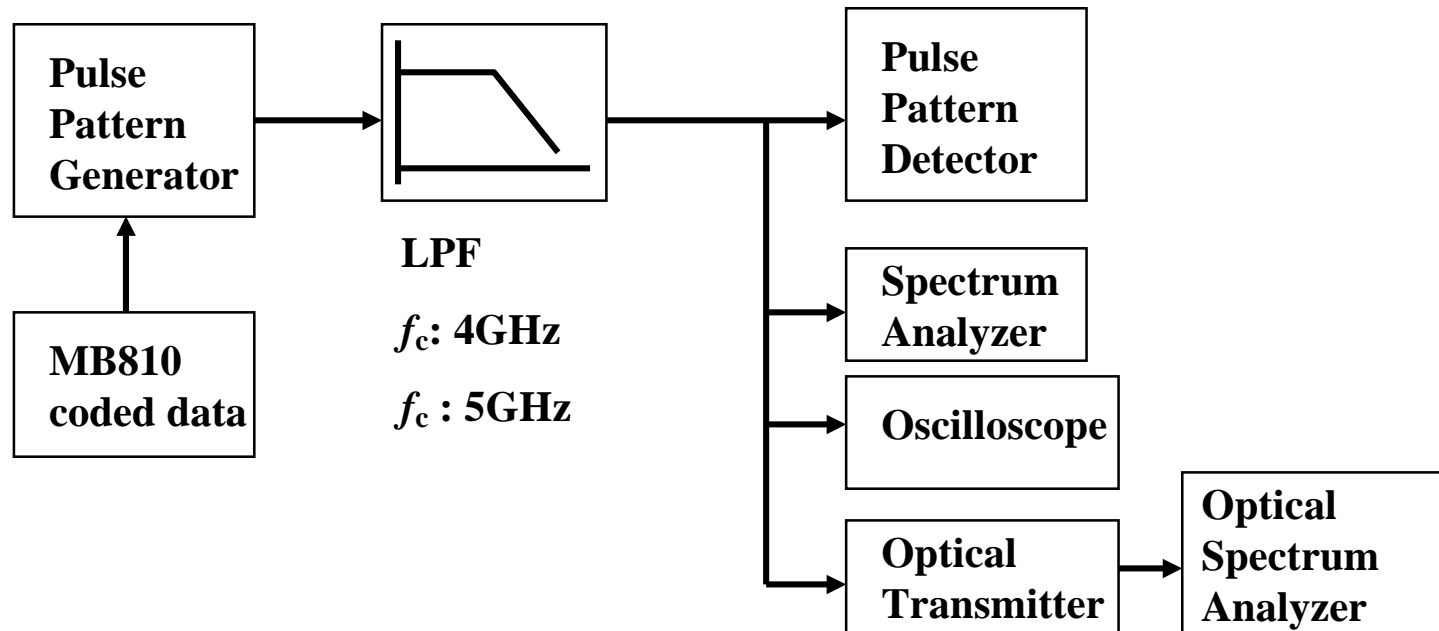 Pulse
Pattern
Generator
MB810
coded data
LPF
fc: 4GHz
fc : 5GHz
Pulse
Pattern
Detector
Spectrum
Analyzer
Oscilloscope
Optical
Transmitter
Optical
Spectrum
Analyzer